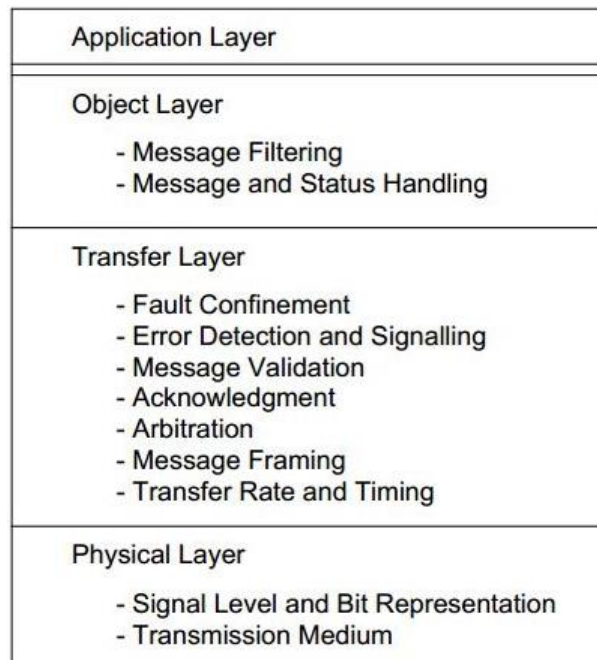 Application Layer
Object Layer
- Message Filtering
- Message and Status Handling
Transfer Layer
- Fault Confinement
- Error Detection and Signalling
- Message Validation
- Acknowledgment
- Arbitration
- Message Framing
- Transfer Rate and Timing
Physical Layer
- Signal Level and Bit Representation
- Transmission Medium